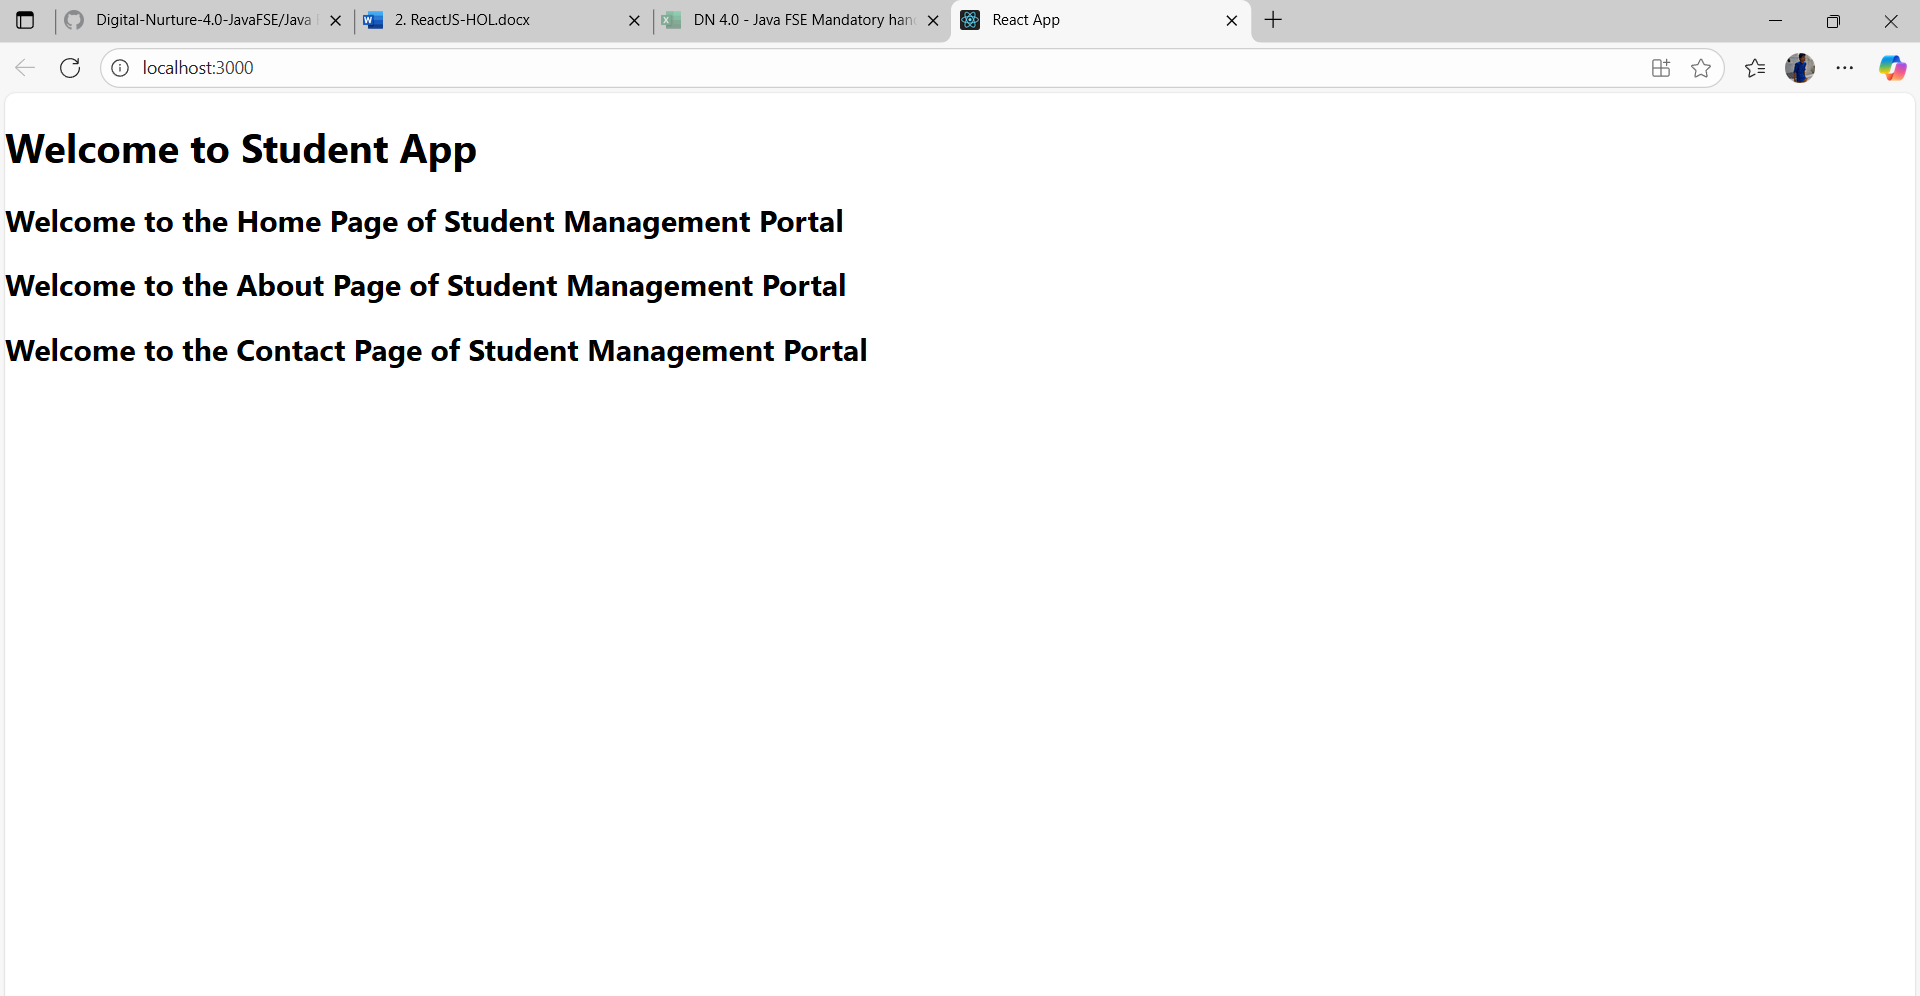 Digital-Nurture-4.0-JavaFSE/Java
2. ReactJS-HOL.docx
DN 4.0 - Java FSE Mandatory han
React App
localhost:3000
Welcome to Student App
Welcome to the Home Page of Student Management Portal
Welcome to the About Page of Student Management Portal
Welcome to the Contact Page of Student Management Portal